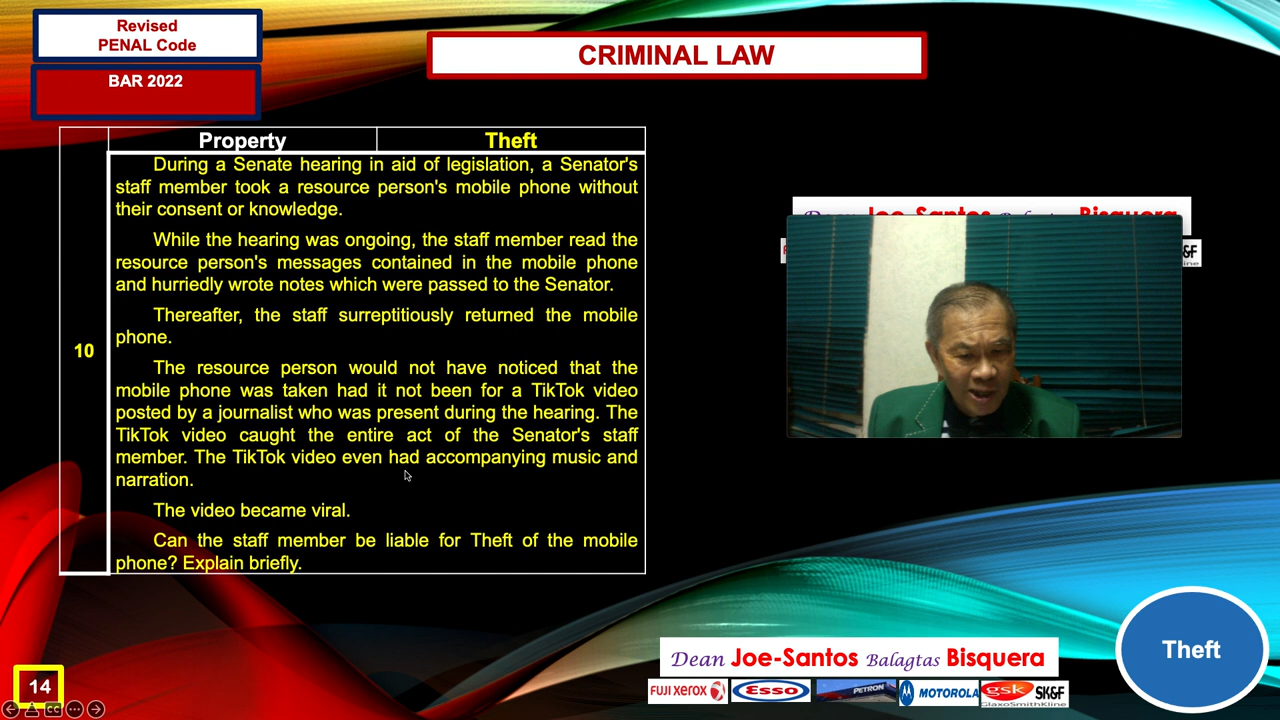 Revised
PENAL Code
BAR 2022
CRIMINAL LAW
Property
Theft
10
During a Senate hearing in aid of legislation, a Senator's
staff member took a resource person's mobile phone without
their consent or knowledge.
While the hearing was ongoing, the staff member read the
resource person's messages contained in the mobile phone
and hurriedly wrote notes which were passed to the Senator.
Thereafter, the staff surreptitiously returned the mobile
phone.
The resource person would not have noticed that the
mobile phone was taken had it not been for a TikTok video
posted by a journalist who was present during the hearing. The
TikTok video caught the entire act of the Senator's staff
member. The TikTok video even had accompanying music and
narration.
The video became viral.
Can the staff member be liable for Theft of the mobile
phone? Explain briefly.
Dean Joe-Santos Balagtas Bisquera
&F
Dean Joe-Santos Balagtas Bisquera
FUJI XEROX
Esso
PETRON
MOTOROLA
gsk
GlaxoSmithKline
SK&F
Theft
14
CC